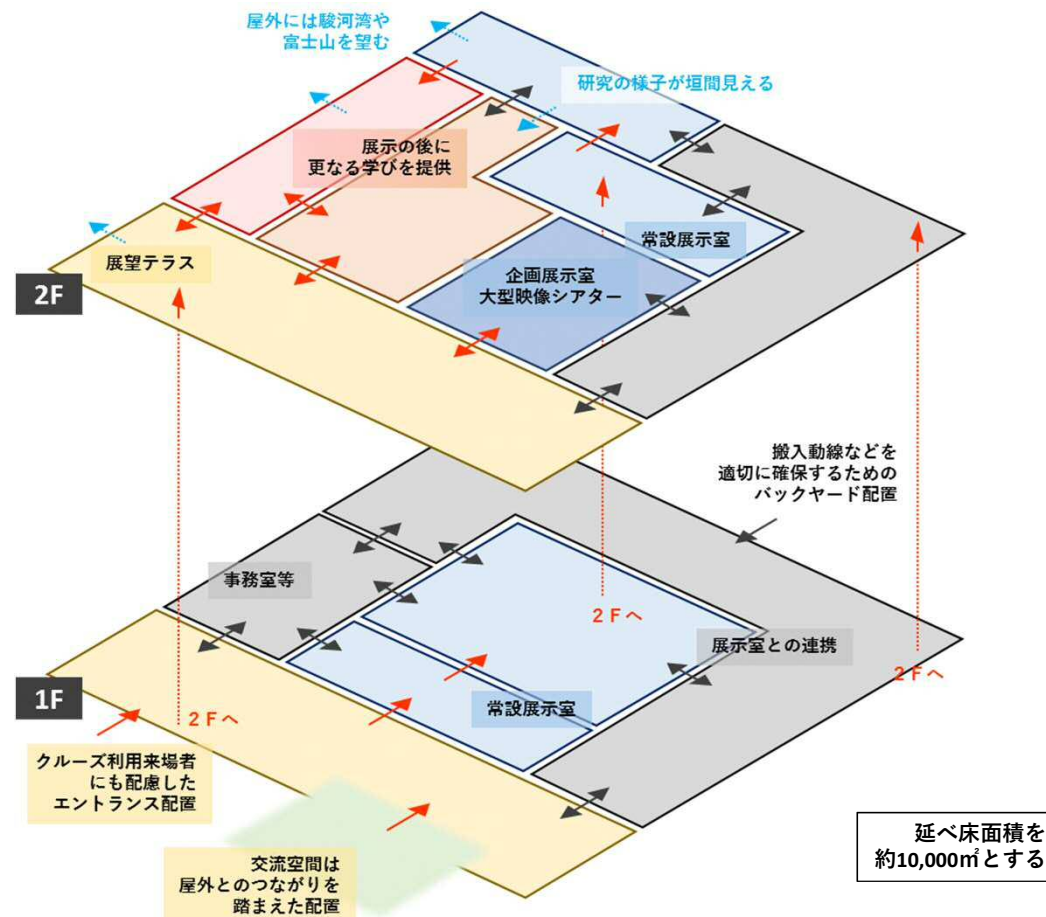 屋外には駿河湾や
富士山を望む
研究の様子が垣間見える
展示の後に
更なる学びを提供
常設展示室
展望テラス
企画展示室
大型映像シアター
2F
搬入動線などを
適切に確保するための
バックヤード配置
事務室等
2Fへ
展示室との連携
2Fへ
1F
常設展示室
2Fへ
クルーズ利用来場者
にも配慮した
エントランス配置
交流空間は
屋外とのつながりを
踏まえた配置
延べ床面積を
約10,000㎡とする